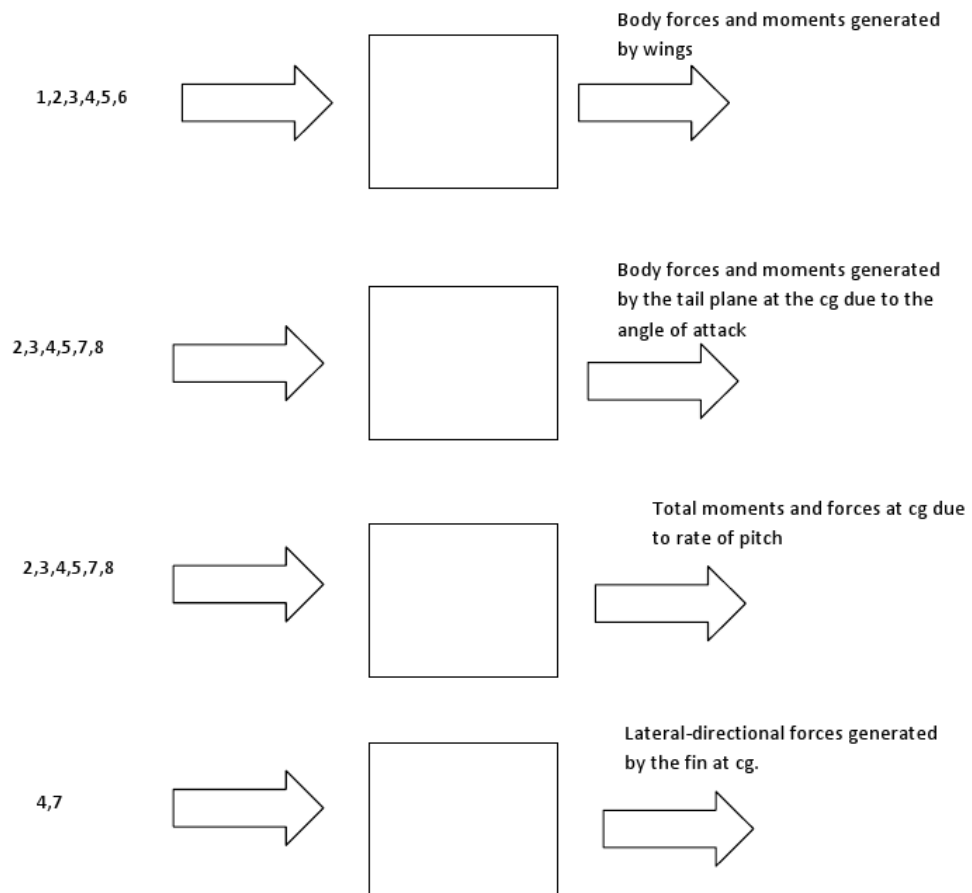 Body forces and moments generated
by wings
1,2,3,4,5,6
Body forces and moments generated
by the tail plane at the cg due to the
angle of attack
2,3,4,5,7,8
Total moments and forces at cg due
to rate of pitch
2,3,4,5,7,8
Lateral-directional forces generated
by the fin at cg.
4,7